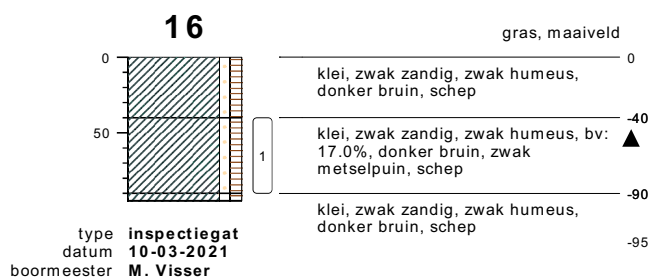 16
gras, maaiveld
0
0
klei, zwak zandig, zwak humeus,
donker bruin, schep
-40
50
1
klei, zwak zandig, zwak humeus, bv:
17.0%, donker bruin, zwak
metselpuin, schep
-90
klei, zwak zandig, zwak humeus,
donker bruin, schep
-95
type inspectiegat
datum 10-03-2021
boormeester M. Visser